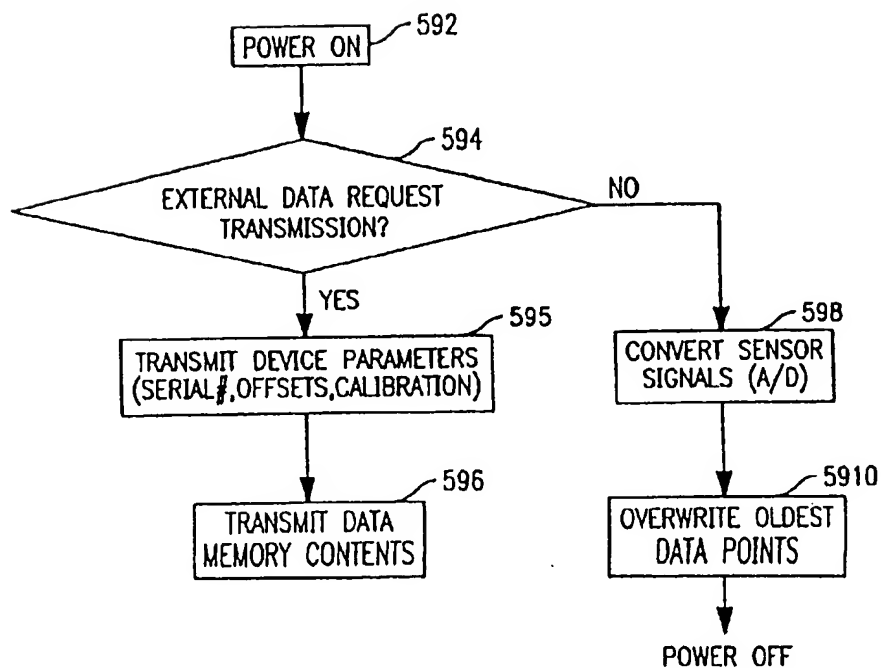 592
POWER ON
594
EXTERNAL DATA REQUEST
TRANSMISSION?
NO
YES
595
TRANSMIT DEVICE PARAMETERS
(SERIAL#,OFFSETS,CALIBRATION)
598
CONVERT SENSOR
SIGNALS (A/D)
596
TRANSMIT DATA
MEMORY CONTENTS
5910
OVERWRITE OLDEST
DATA POINTS
POWER OFF